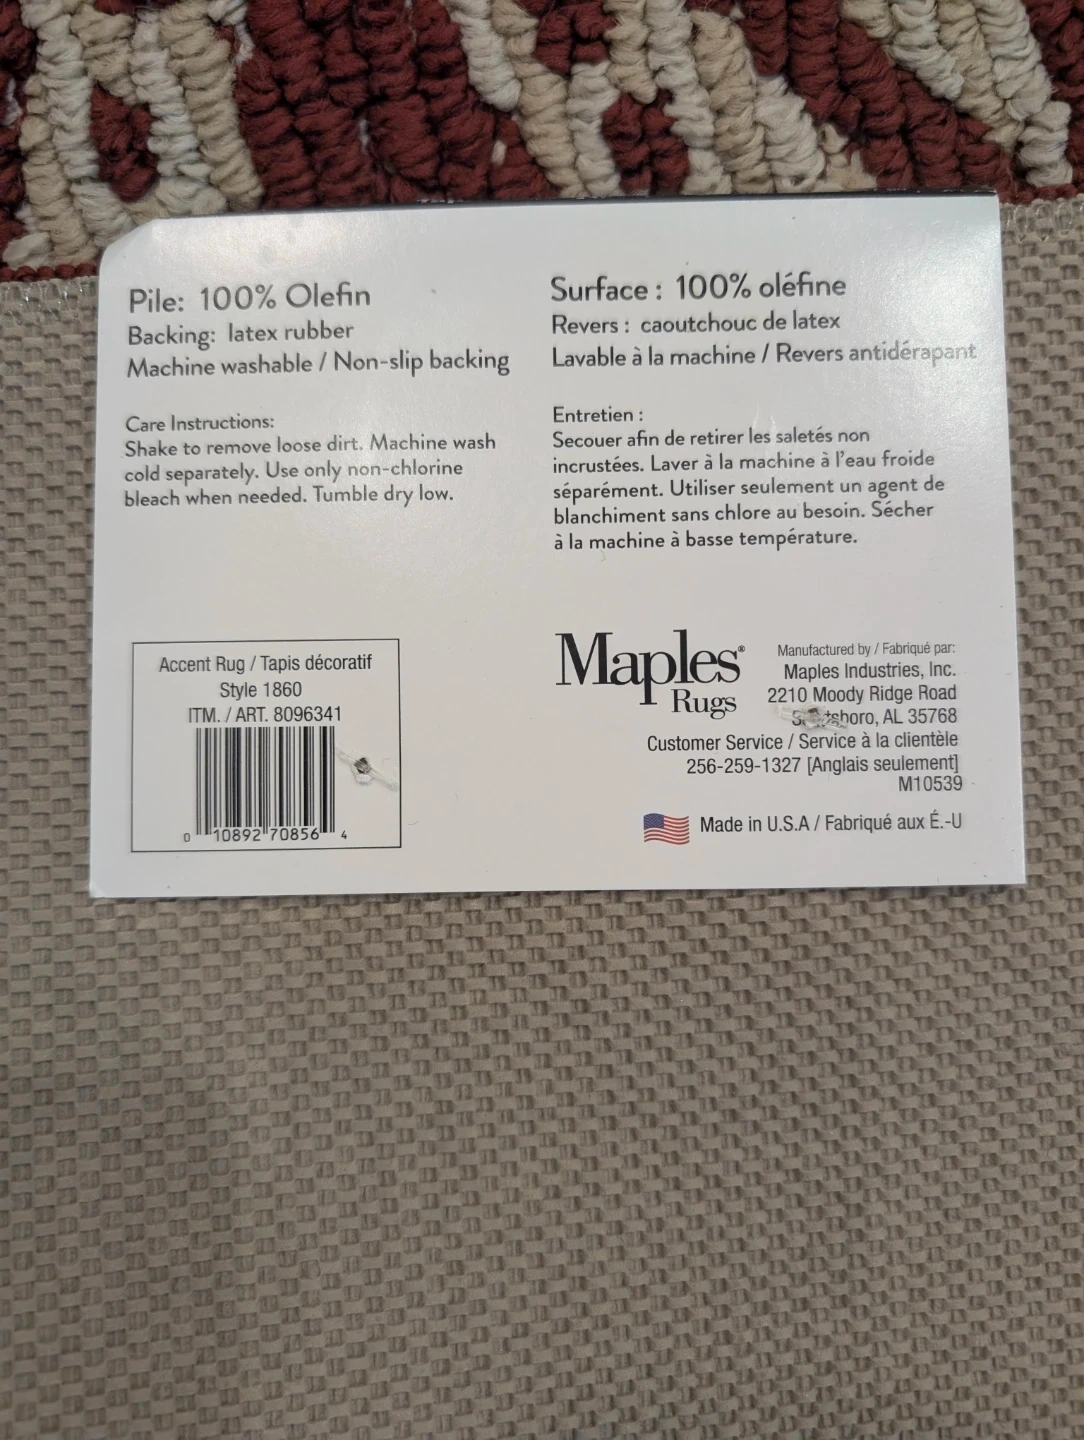 Pile: 100% Olefin
Backing: latex rubber
Machine washable / Non-slip backing
Care Instructions:
Shake to remove loose dirt. Machine wash
cold separately. Use only non-chlorine
bleach when needed. Tumble dry low.
Surface : 100% oléfine
Revers : caoutchouc de latex
Lavable à la machine / Revers antidérapant
Entretien :
Secouer afin de retirer les saletés non
incrustées. Laver à la machine à l'eau froide
séparément. Utiliser seulement un agent de
blanchiment sans chlore au besoin. Sécher
à la machine à basse température.
Accent Rug / Tapis décoratif
Style 1860
ITM. / ART. 8096341
0 10892 70856 4
Maples®
Rugs
Manufactured by / Fabriqué par:
Maples Industries, Inc.
2210 Moody Ridge Road
AL 35768
Customer Service / Service à la clientèle
256-259-1327 [Anglais seulement]
M10539
Made in U.S.A / Fabriqué aux É.-U